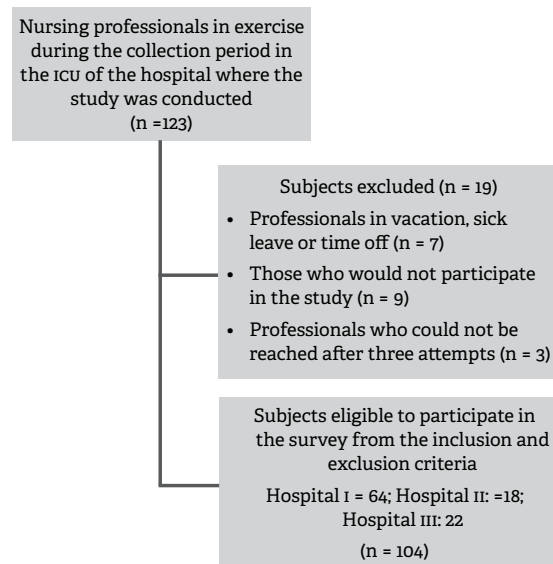 Nursing professionals in exercise
during the collection period in
the ICU of the hospital where the
study was conducted
(n =123)
Subjects excluded (n = 19)
• Professionals in vacation, sick
leave or time off (n = 7)
• Those who would not participate
in the study (n = 9)
• Professionals who could not be
reached after three attempts (n = 3)
Subjects eligible to participate in
the survey from the inclusion and
exclusion criteria
Hospital I = 64; Hospital II: =18;
Hospital III: 22
(n = 104)